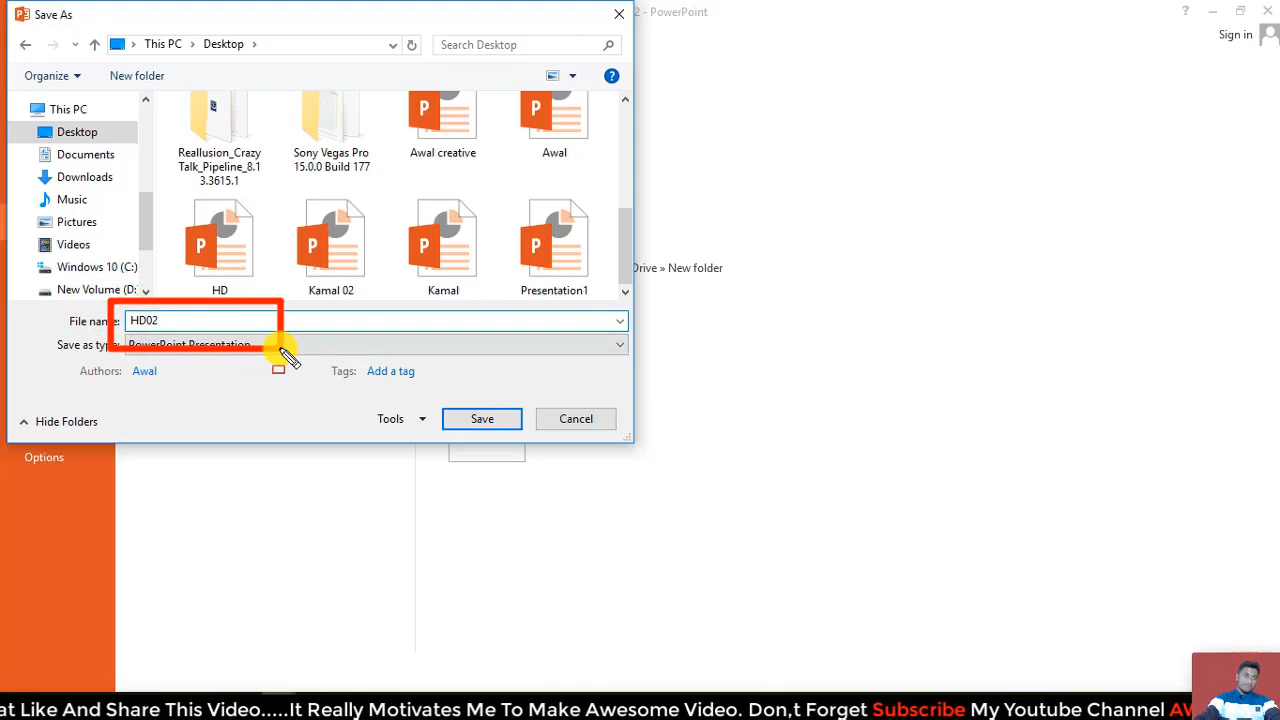 Save As
2 - PowerPoint
?
Sign in
This PC
Desktop
Search Desktop
Organize
New folder
?
This PC
Desktop
Documents
Downloads
Music
Pictures
Videos
Windows 10 (C:)
New Volume (D:
Reallusion_Crazy
Talk_Pipeline_8.1
3.3615.1
Sony Vegas Pro
15.0.0 Build 177
Awal creative
Awal
HD
Kamal 02
Kamal
Presentation1
Drive » New folder
File name:
HD02
Save as type:
PowerPoint Presentation
Authors:
Awal
Tags:
Add a tag
Hide Folders
Tools
Save
Cancel
Options
at Like And Share This Video.....It Really Motivates Me To Make Awesome Video. Don,t Forget Subscribe My Youtube Channel AW